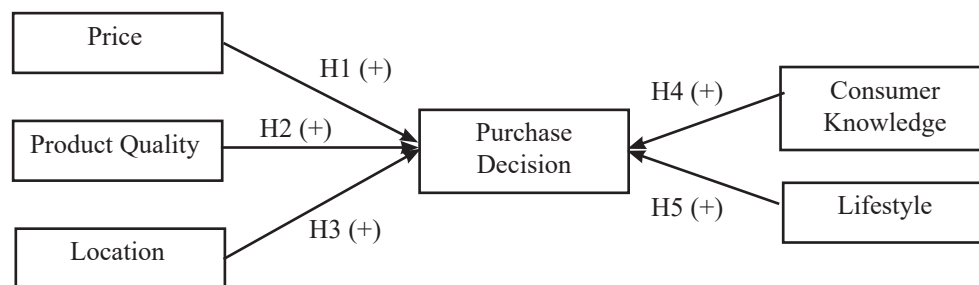 Price
H1 (+)
Product Quality
H2 (+)
Location
H3 (+)
Purchase
Decision
H4 (+)
Consumer
Knowledge
H5 (+)
Lifestyle